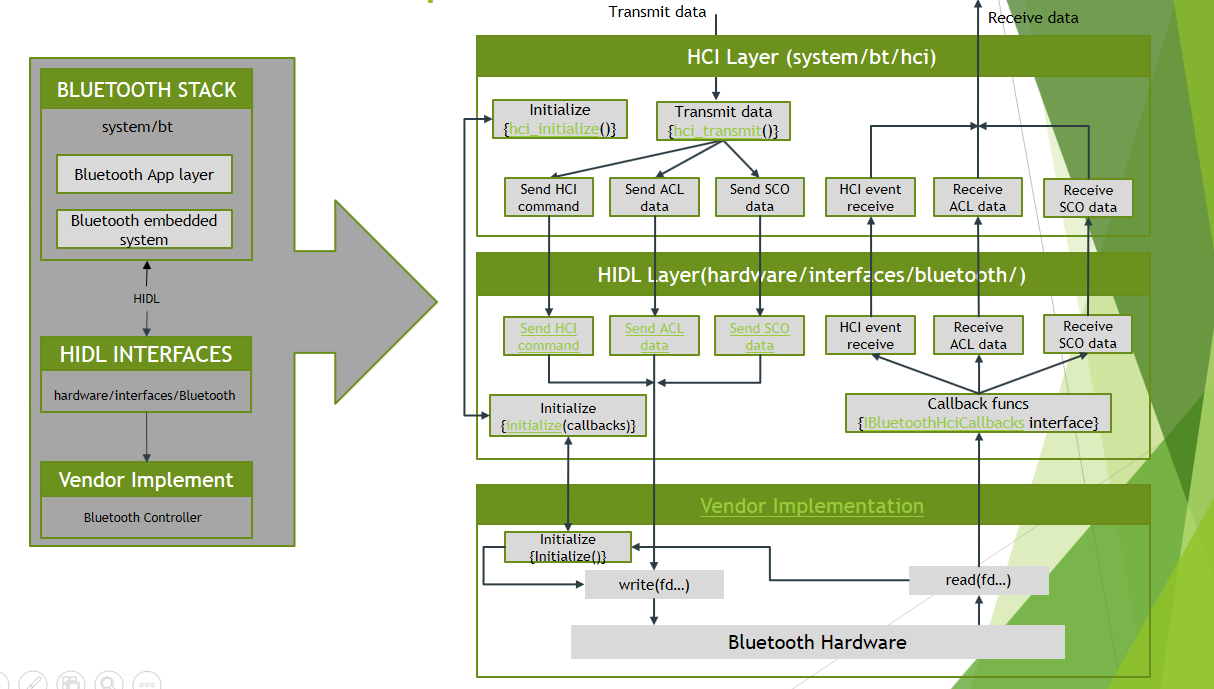 Transmit data
Receive data
BLUETOOTH STACK
system/bt
Bluetooth App layer
Bluetooth embedded
system
HIDL
HIDL INTERFACES
hardware/interfaces/Bluetooth
Vendor Implement
Bluetooth Controller
HCI Layer (system/bt/hci)
Initialize
{hci_initialize()}
Transmit data
{hci_transmit()}
Send HCI
command
Send ACL
data
Send SCO
data
HCI event
receive
Receive
ACL data
Receive
SCO data
HIDL Layer(hardware/interfaces/bluetooth/)
Send HCI
command
Send ACL
data
Send SCO
data
HCI event
receive
Receive
ACL data
Receive
SCO data
Initialize
{initialize(callbacks)}
Callback funcs
{IBluetoothHciCallbacks interface}
Vendor Implementation
Initialize
{Initialize()}
write(fd…)
read(fd…)
Bluetooth Hardware